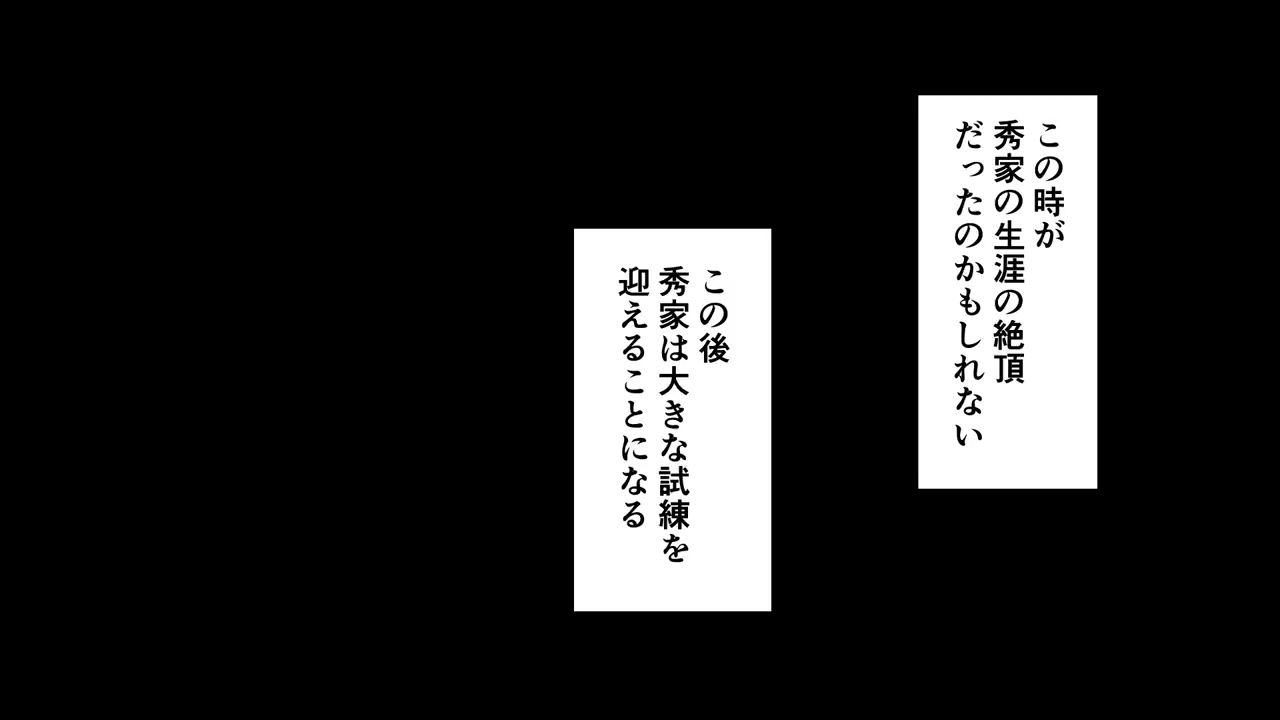 この時が
秀家の生涯の絶頂
だったのかもしれない
この後
秀家は大きな試練を
迎えることになる